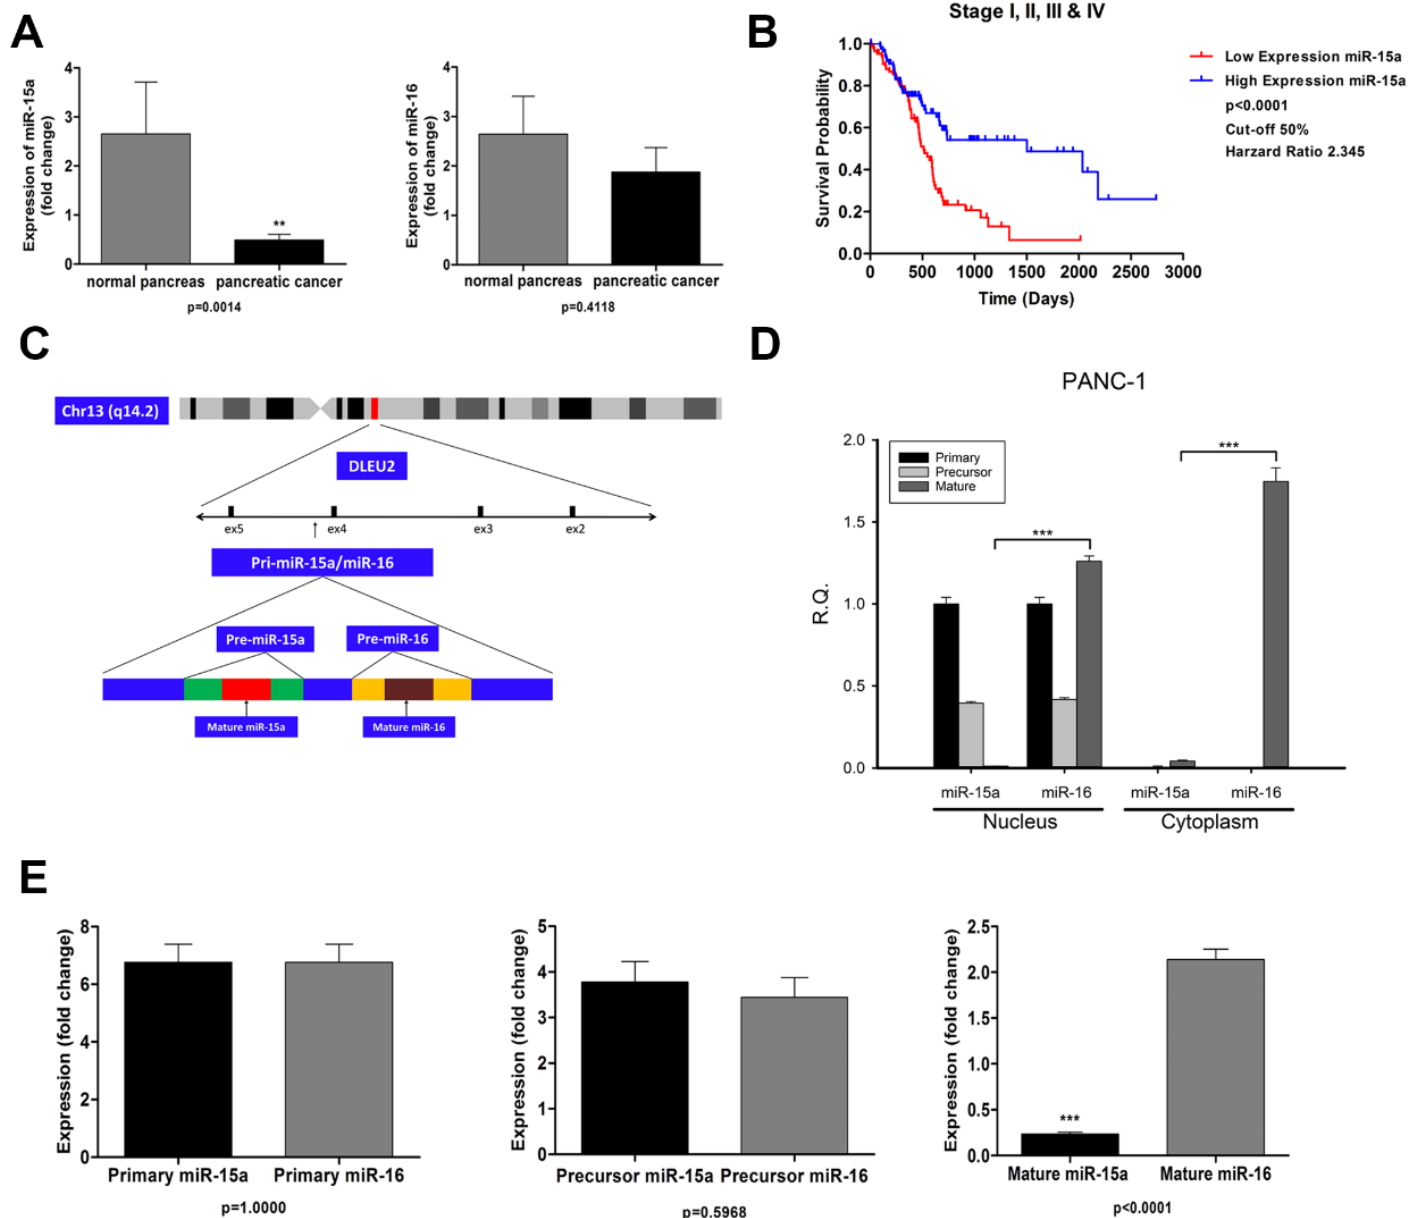 A
Expression of miR-15a
(fold change)
4
3
2
1
0
**
normal pancreas
pancreatic cancer
p=0.0014
Expression of miR-16
(fold change)
4
3
2
1
0
normal pancreas
pancreatic cancer
p=0.4118
B
Stage I, II, III & IV
Survival Probability
1.0
0.8
0.6
0.4
0.2
0.0
0 500 1000 1500 2000 2500 3000
Time (Days)
Low Expression miR-15a
High Expression miR-15a
p<0.0001
Cut-off 50%
Harzard Ratio 2.345
C
Chr13 (q14.2)
DLEU2
ex5 ex4 ex3 ex2
Pri-miR-15a/miR-16
Pre-miR-15a
Pre-miR-16
Mature miR-15a
Mature miR-16
D
PANC-1
R.Q.
2.0
1.5
1.0
0.5
0.0
Primary
Precursor
Mature
***
***
miR-15a miR-16 miR-15a miR-16
Nucleus Cytoplasm
E
Expression (fold change)
8
6
4
2
0
Primary miR-15a Primary miR-16
p=1.0000
Expression (fold change)
5
4
3
2
1
0
Precursor miR-15a Precursor miR-16
p=0.5968
Expression (fold change)
2.5
2.0
1.5
1.0
0.5
0.0
***
Mature miR-15a Mature miR-16
p<0.0001